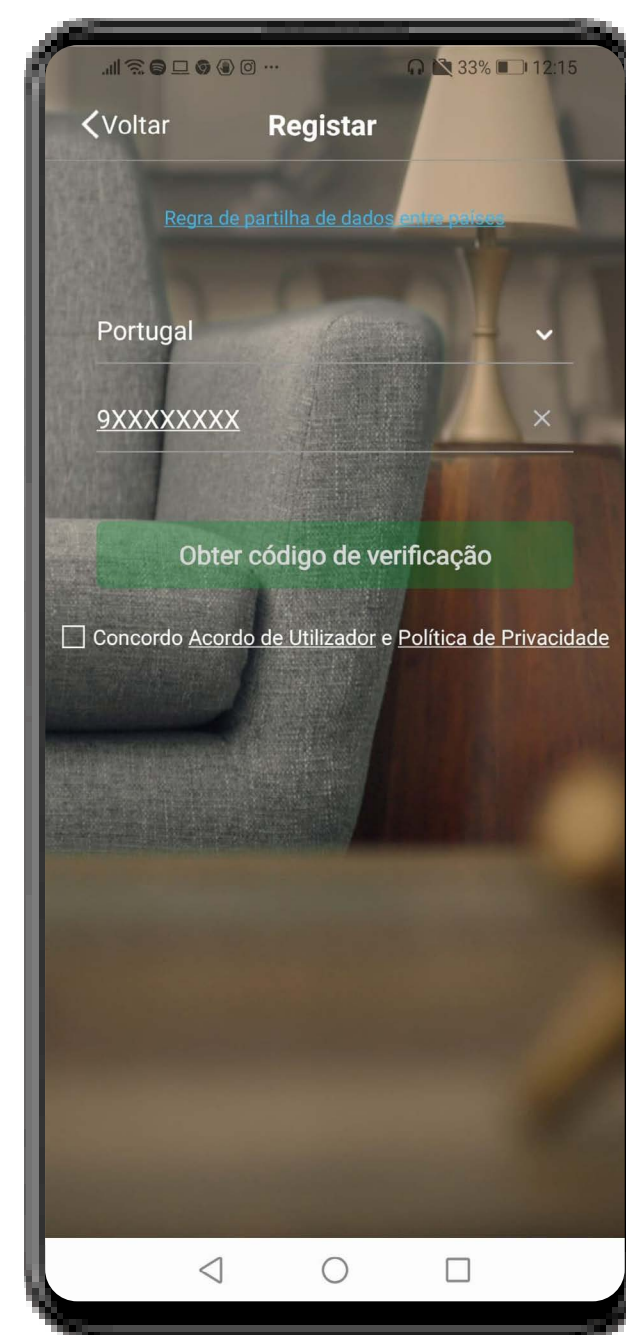 33% 12:15
Voltar Registar
Regra de partilha de dados entre países
Portugal
9XXXXXXXX
Obter código de verificação
Concordo Acordo de Utilizador e Política de Privacidade